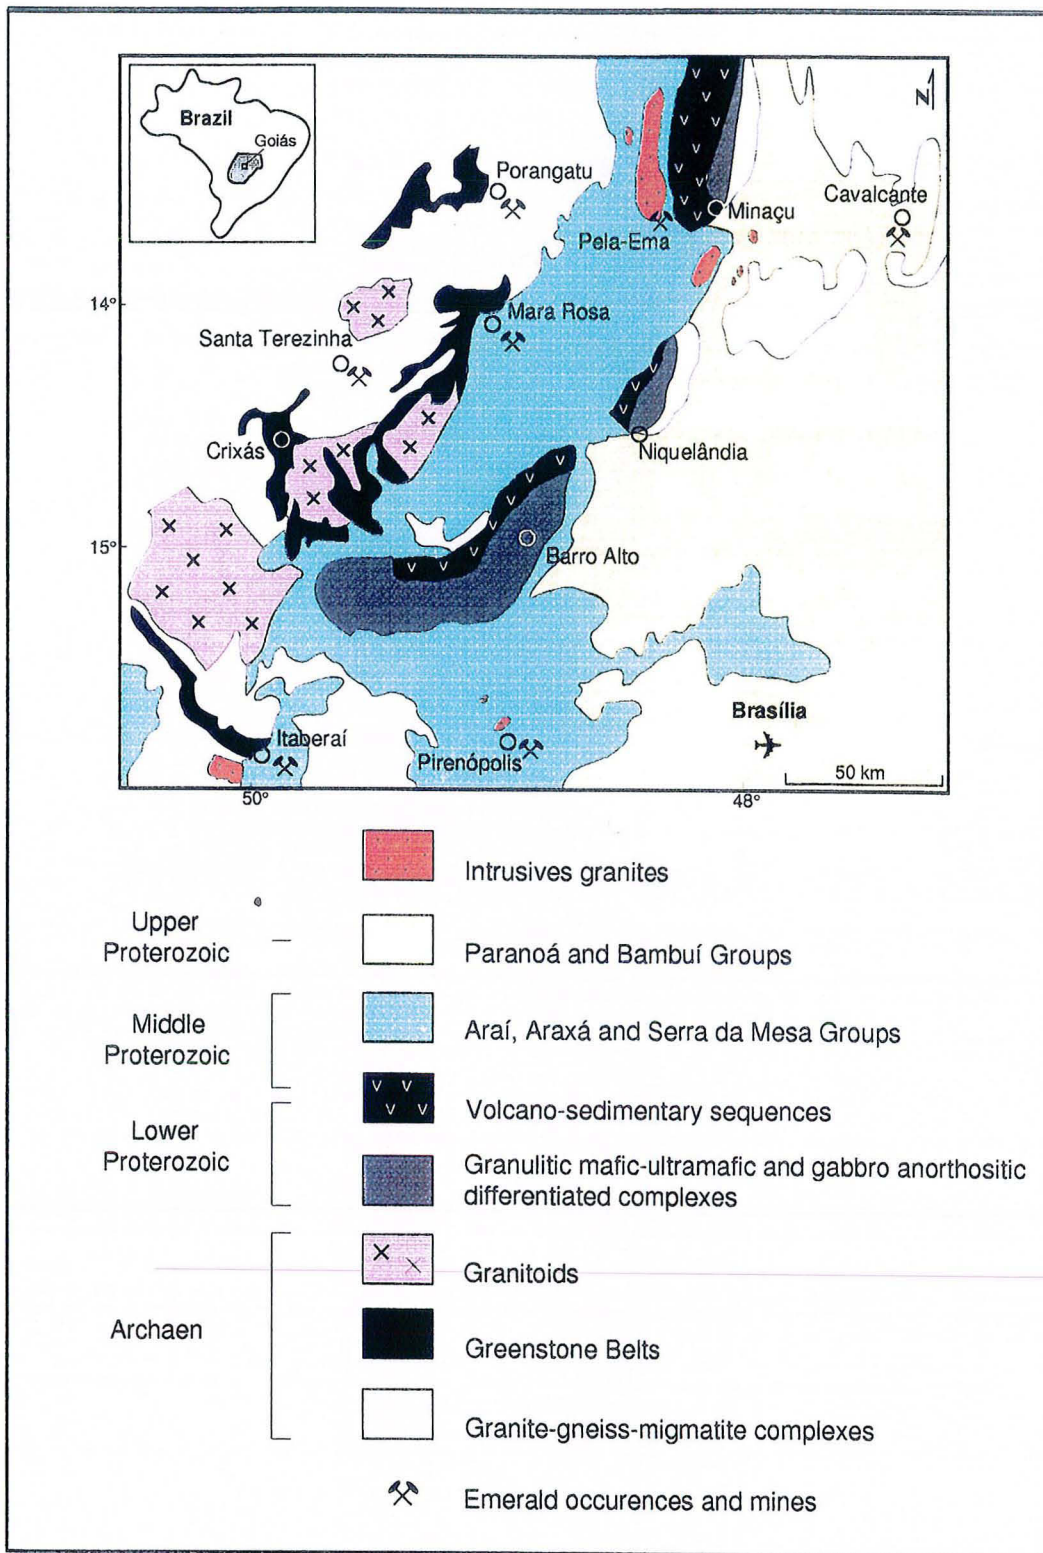 Brazil
Goiás
N
Porangatu
Cavalcante
Minaçu
Pela-Ema
14°
Mara Rosa
Santa Terezinha
Crixás
Niquelândia
15°
Barro Alto
Brasília
Itaberaí
Pirenópolis
50 km
50°
48°
Intrusives granites
Upper
Proterozoic
Paranoá and Bambuí Groups
Middle
Proterozoic
Araí, Araxá and Serra da Mesa Groups
Volcano-sedimentary sequences
Lower
Proterozoic
Granulitic mafic-ultramafic and gabbro anorthositic
differentiated complexes
Granitoids
Archaen
Greenstone Belts
Granite-gneiss-migmatite complexes
Emerald occurences and mines